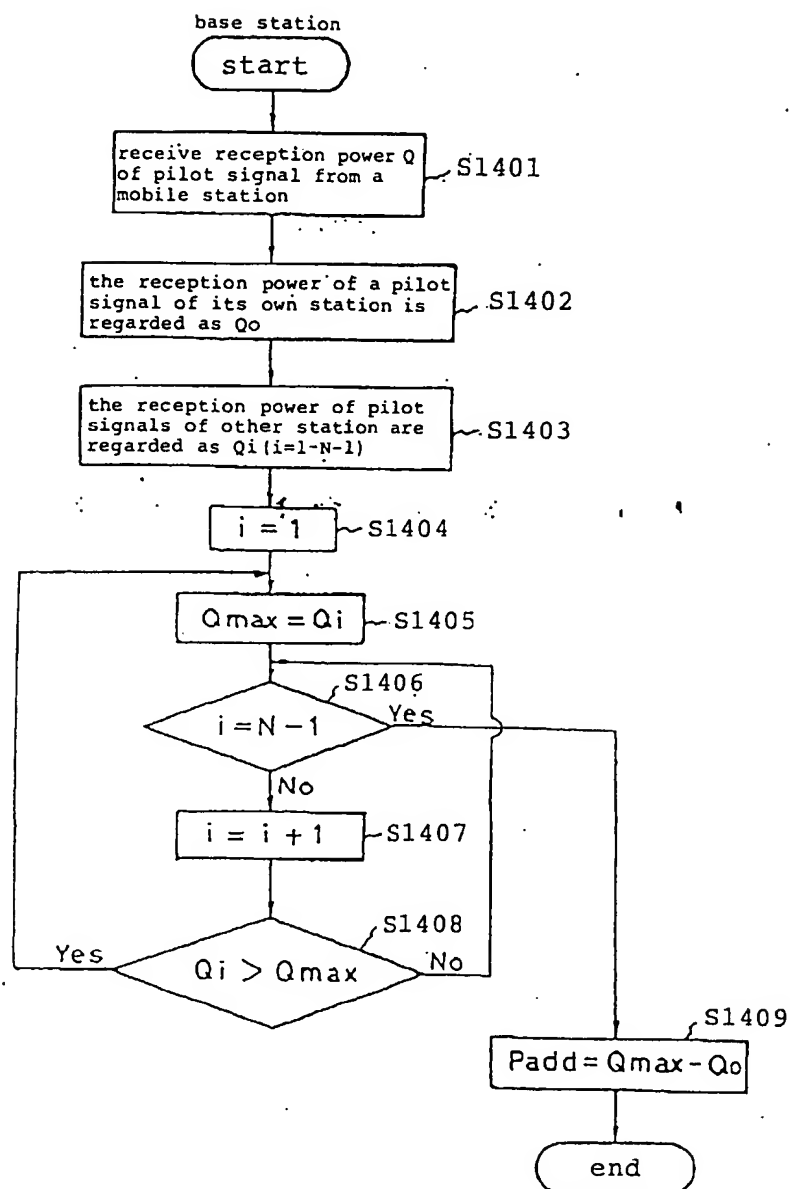 base station
start
receive reception power Q
of pilot signal from a
mobile station
S1401
the reception power of a pilot
signal of its own station is
regarded as Qo
S1402
the reception power of pilot
signals of other station are
regarded as Qi(i=1-N-1)
S1403
i = 1
S1404
Qmax = Qi
S1405
S1406
i = N - 1
Yes
No
i = i + 1
S1407
S1408
Yes
Qi > Qmax
No
S1409
Padd = Qmax - Qo
end